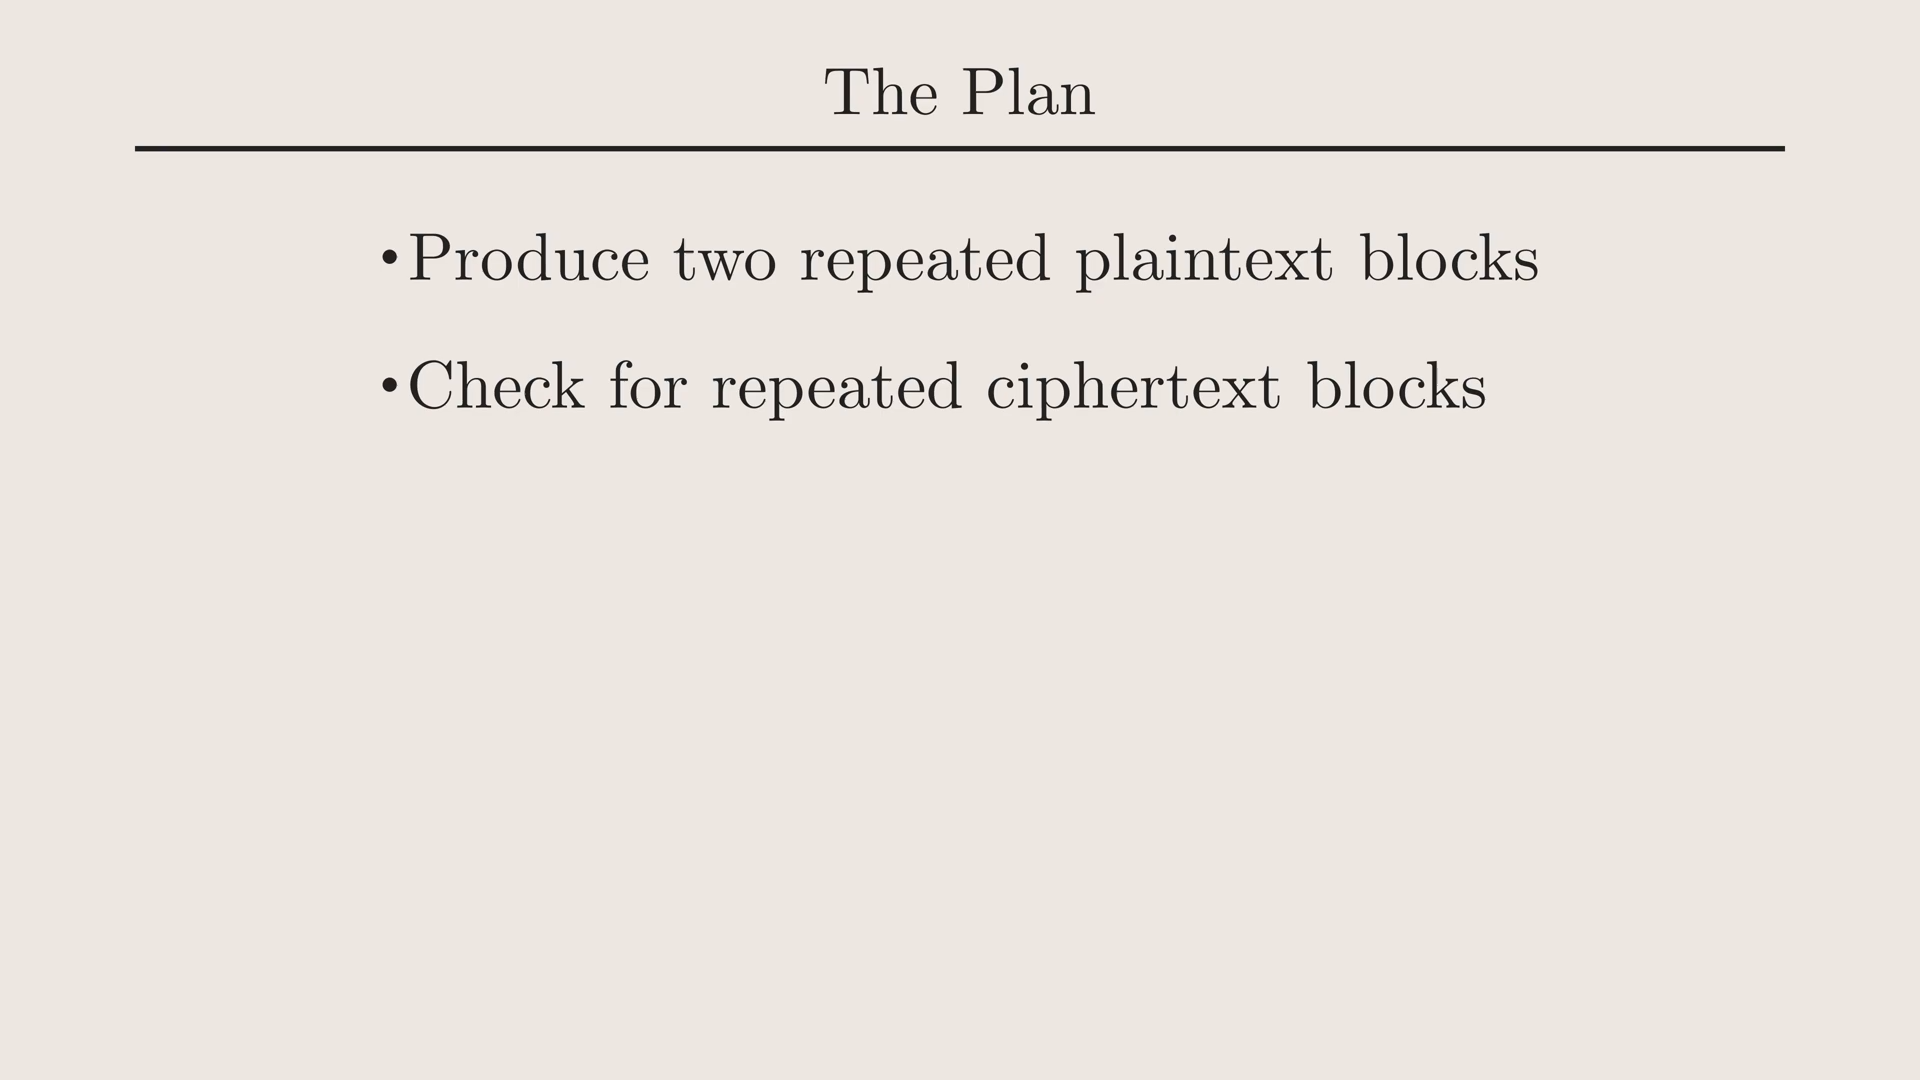 The Plan
•Produce two repeated plaintext blocks
•Check for repeated ciphertext blocks